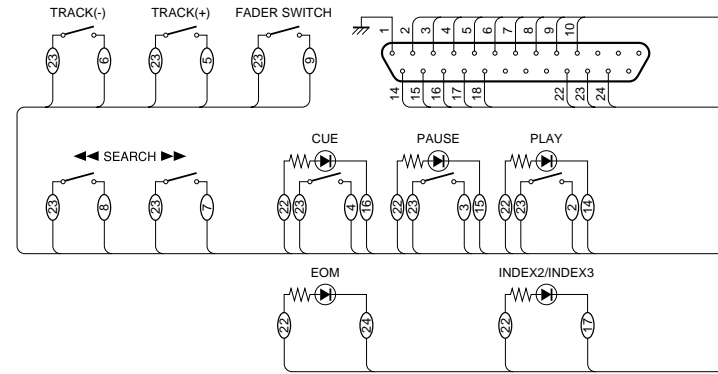 TRACK(-) TRACK(+) FADER SWITCH
1 2 3 4 5 6 7 8 9 10
23 6 23 5 23 9
14 15 16 17 18 22 23 24
◀◀ SEARCH ▶▶
CUE PAUSE PLAY
23 8 23 7 22 23 4 16 22 23 3 15 22 23 2 14
EOM INDEX2/INDEX3
22 24 22 17